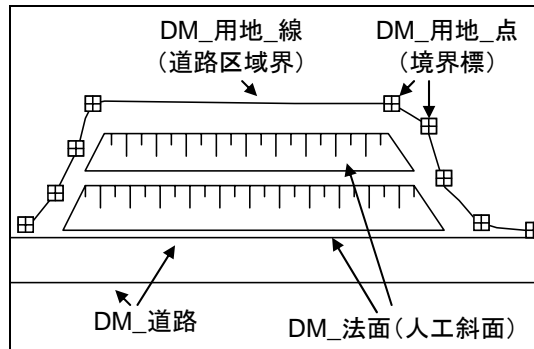 DM_用地_線
(道路区域界)
DM_用地_点
(境界標)
DM_道路
DM_法面(人工斜面)